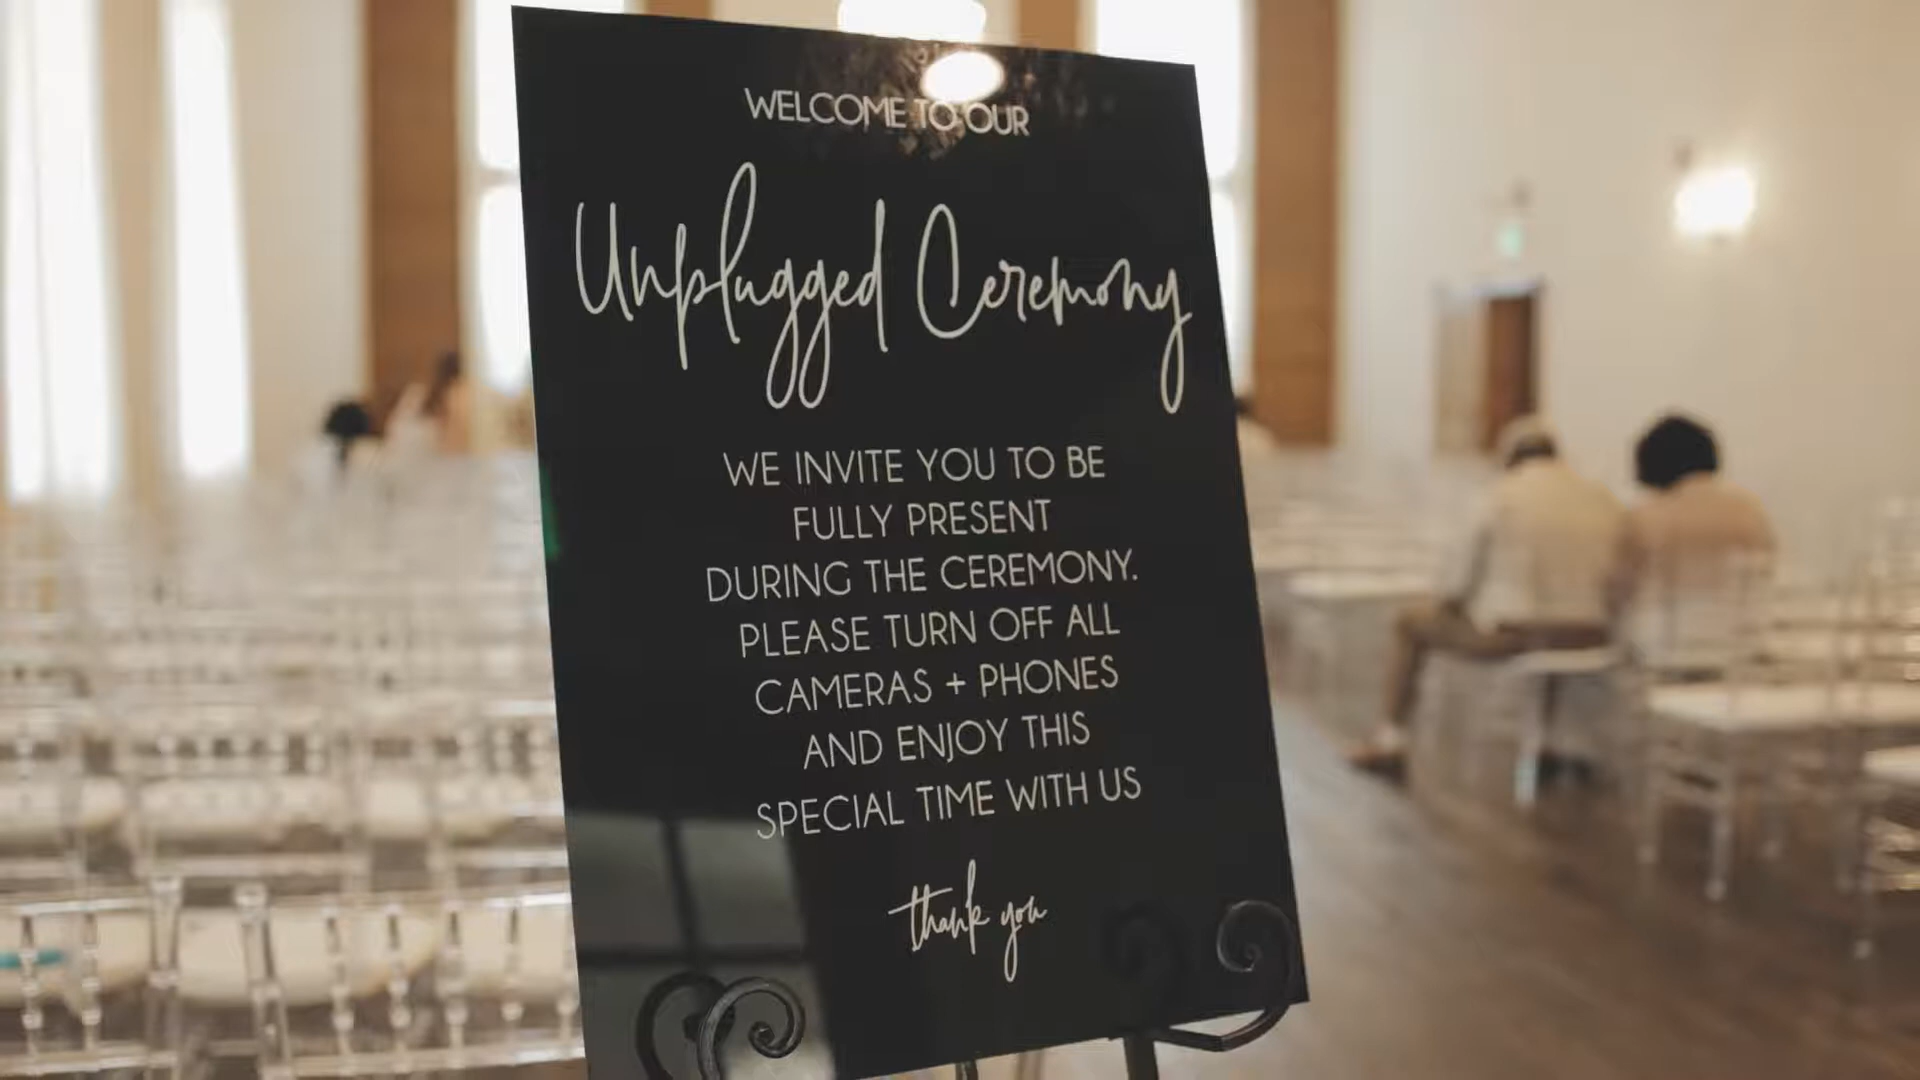 WELCOME TO OUR
Unplugged Ceremony
WE INVITE YOU TO BE
FULLY PRESENT
DURING THE CEREMONY.
PLEASE TURN OFF ALL
CAMERAS + PHONES
AND ENJOY THIS
SPECIAL TIME WITH US
thank you